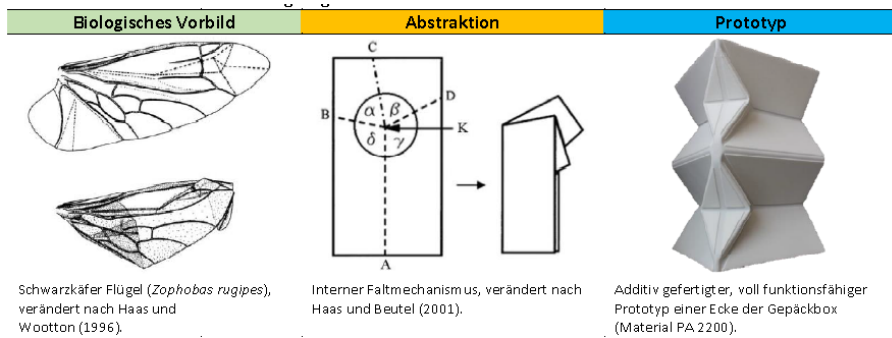 Biologisches Vorbild
Abstraktion
Prototyp
C
D
B
α
β
δ
γ
K
A
Schwarzkäfer Flügel (Zophobas rugipes),
verändert nach Haas und
Wootton (1996).
Interner Faltmechanismus, verändert nach
Haas und Beutel (2001).
Additiv gefertigter, voll funktionsfähiger
Prototyp einer Ecke der Gepäckbox
(Material PA 2200).